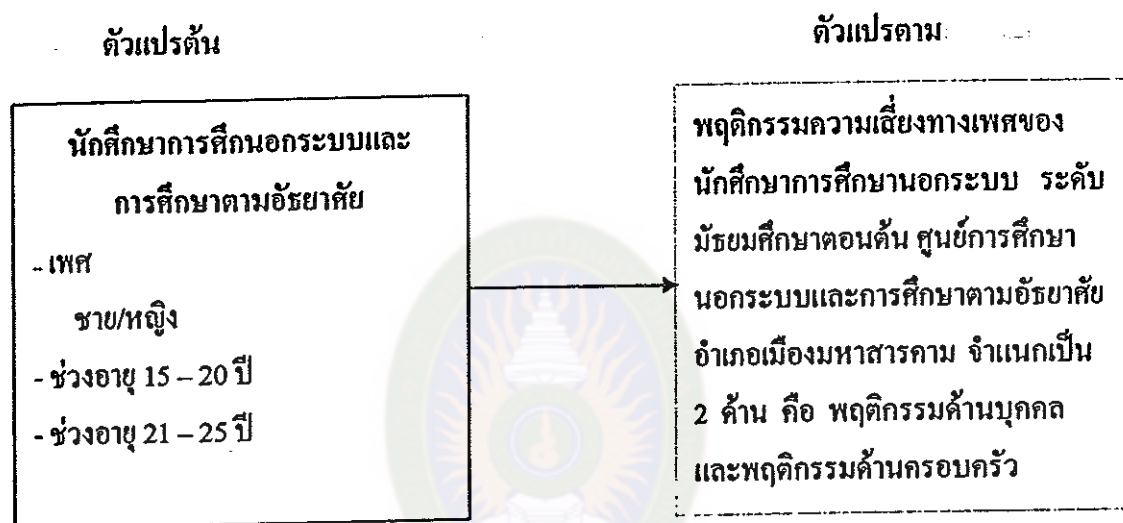 ตัวแปรต้น
ตัวแปรตาม
นักศึกษาการศึกนอกระบบและ
การศึกษาตามอัธยาศัย
- เพศ
ชาย/หญิง
- ช่วงอายุ 15 – 20 ปี
- ช่วงอายุ 21 – 25 ปี
พฤติกรรมความเสี่ยงทางเพศของ
นักศึกษาการศึกษานอกระบบ ระดับ
มัธยมศึกษาตอนต้น ศูนย์การศึกษา
นอกระบบและการศึกษาตามอัธยาศัย
อำเภอเมืองมหาสารคาม จำแนกเป็น
2 ด้าน คือ พฤติกรรมด้านบุคคล
และพฤติกรรมด้านครอบครัว